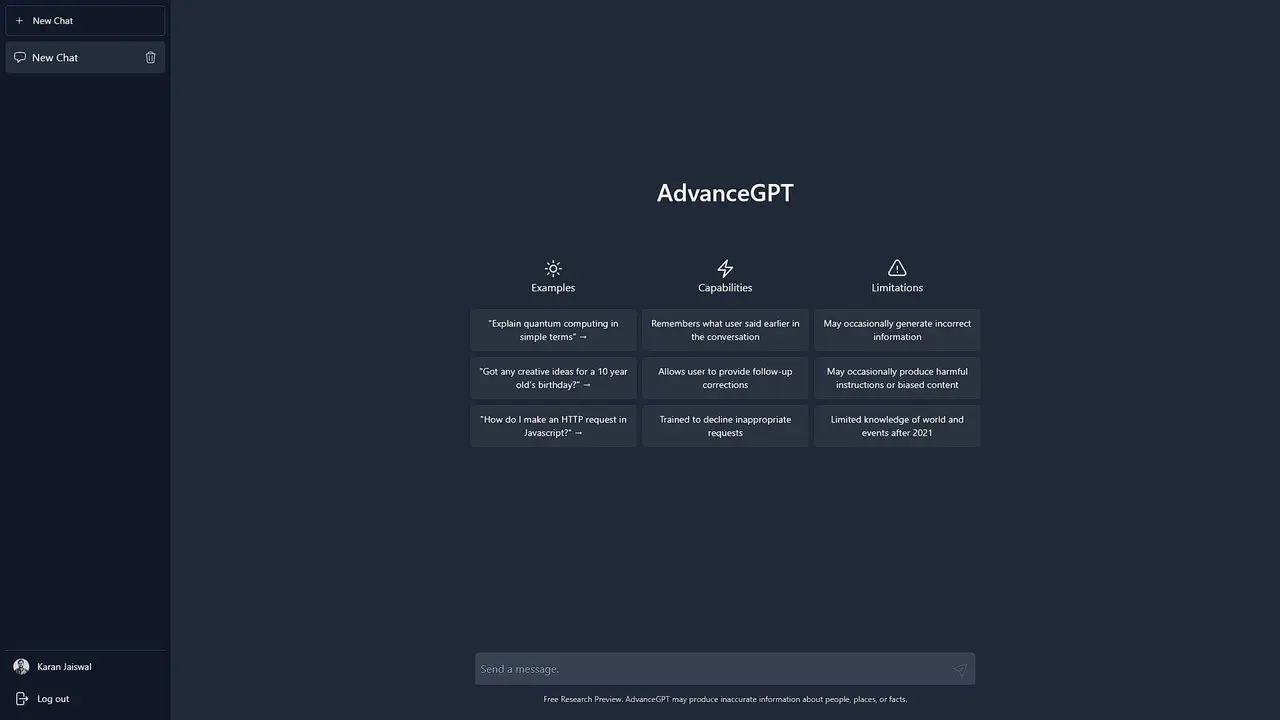 New Chat
New Chat
AdvanceGPT
Examples
"Explain quantum computing in
simple terms" →
"Got any creative ideas for a 10 year
old's birthday?" →
"How do I make an HTTP request in
Javascript?" →
Capabilities
Remembers what user said earlier in
the conversation
Allows user to provide follow-up
corrections
Trained to decline inappropriate
requests
Limitations
May occasionally generate incorrect
information
May occasionally produce harmful
instructions or biased content
Limited knowledge of world and
events after 2021
Send a message.
Free Research Preview. AdvanceGPT may produce inaccurate information about people, places, or facts.
Karan Jaiswal
Log out